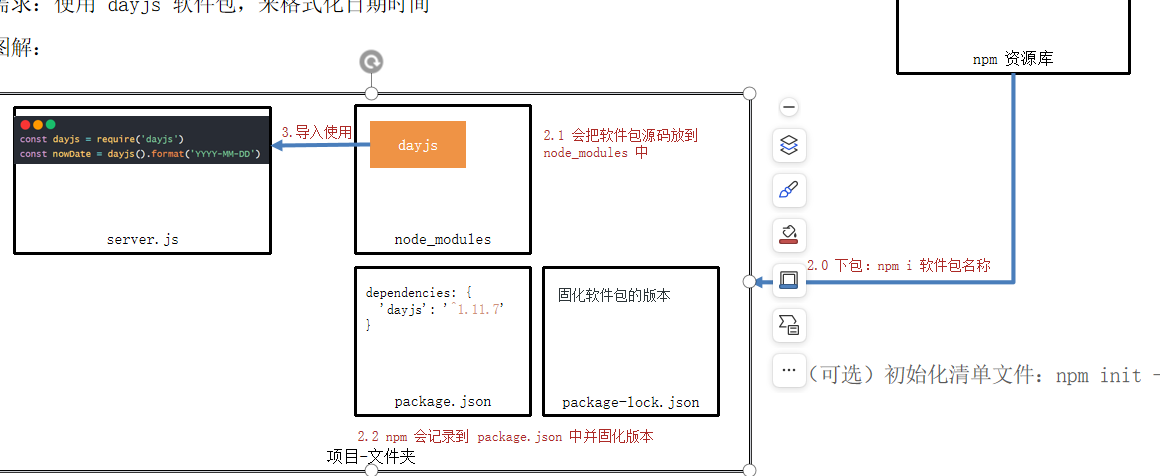 需求：使用 dayjs 软件包，来格式化日期时间
图解：
npm 资源库
const dayjs = require('dayjs')
const nowDate = dayjs().format('YYYY-MM-DD')
server.js
3.导入使用
dayjs
node_modules
2.1 会把软件包源码放到
node_modules 中
2.0 下包：npm i 软件包名称
dependencies: {
'dayjs': '^1.11.7'
}
package.json
固化软件包的版本
package-lock.json
（可选）初始化清单文件：npm init -
2.2 npm 会记录到 package.json 中并固化版本
项目-文件夹